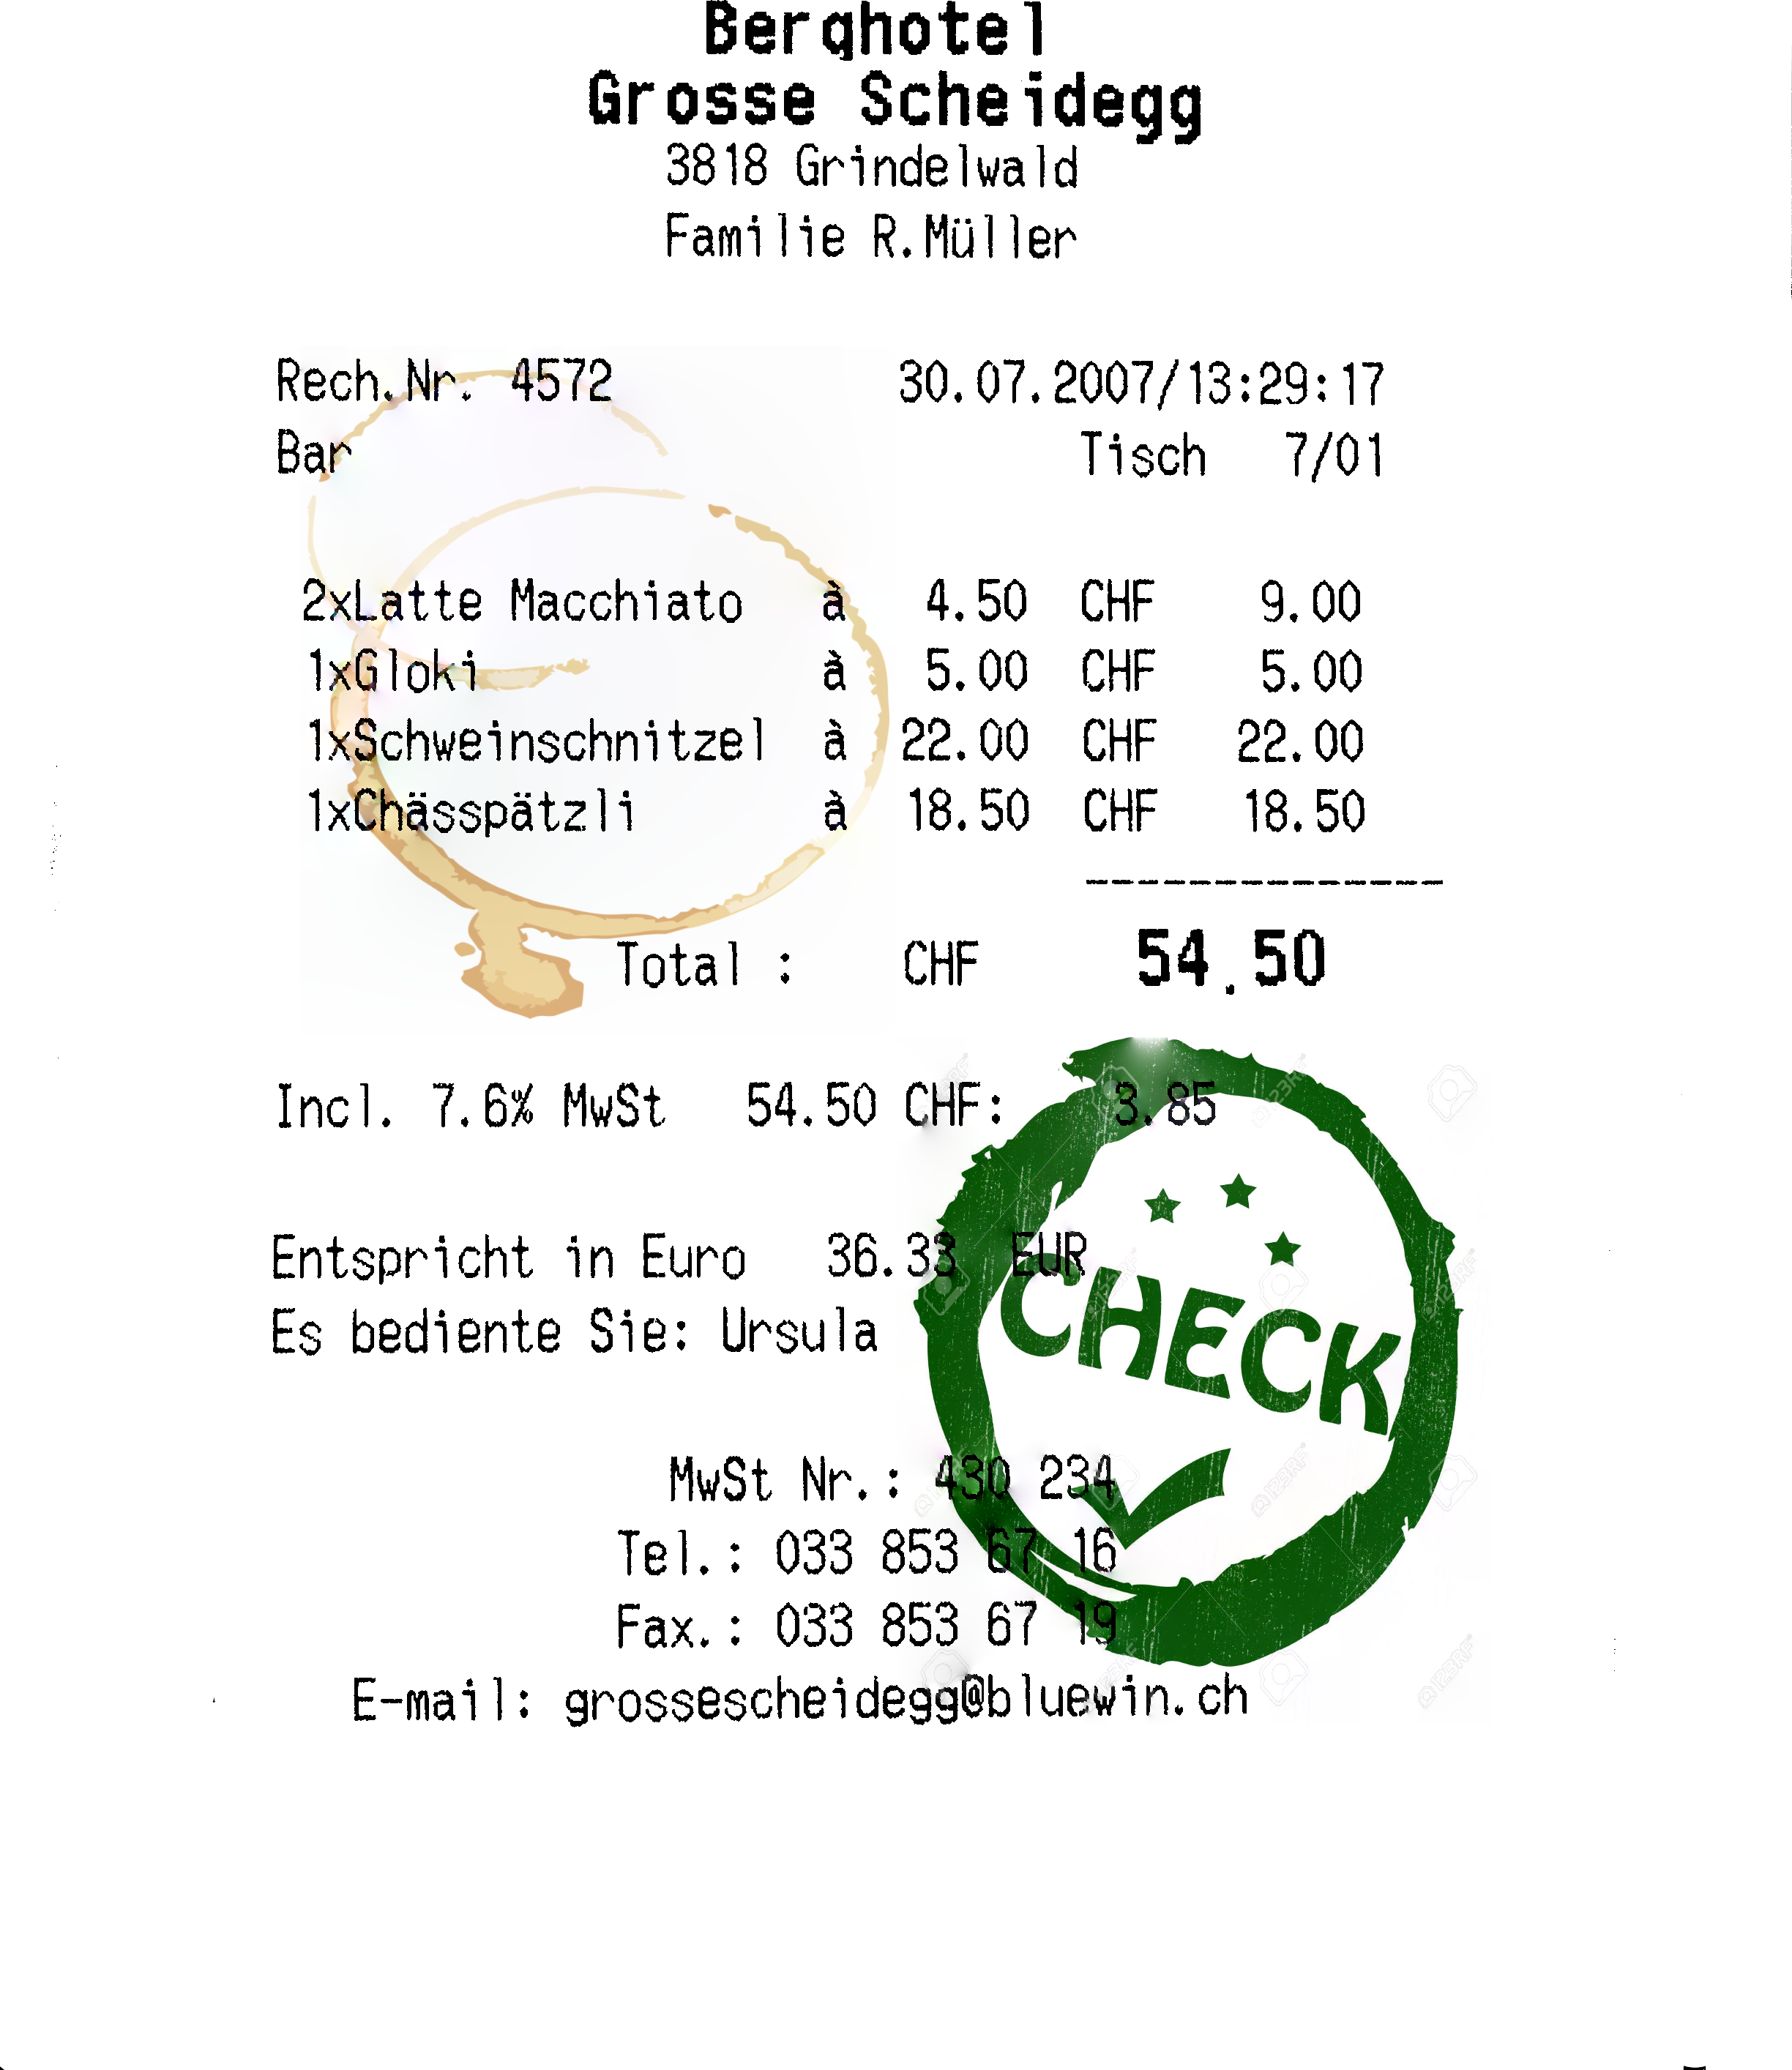 Berghotel
Grosse Scheidegg
3818 Grindelwald
Familie R.Müller
Rech.Nr. 4572 30.07.2007/13:29:17
Bar Tisch 7/01
2xLatte Macchiato à 4.50 CHF 9.00
1xGloki à 5.00 CHF 5.00
1xSchweinschnitzel à 22.00 CHF 22.00
1xChässpätzli à 18.50 CHF 18.50
--------------
Total : CHF 54.50
Incl. 7.6% MwSt 54.50 CHF: 3.85
Entspricht in Euro 36.33 EUR
Es bediente Sie: Ursula
CHECK
MwSt Nr.: 430 234
Tel.: 033 853 67 16
Fax.: 033 853 67 19
E-mail: grossescheidegg@bluewin.ch